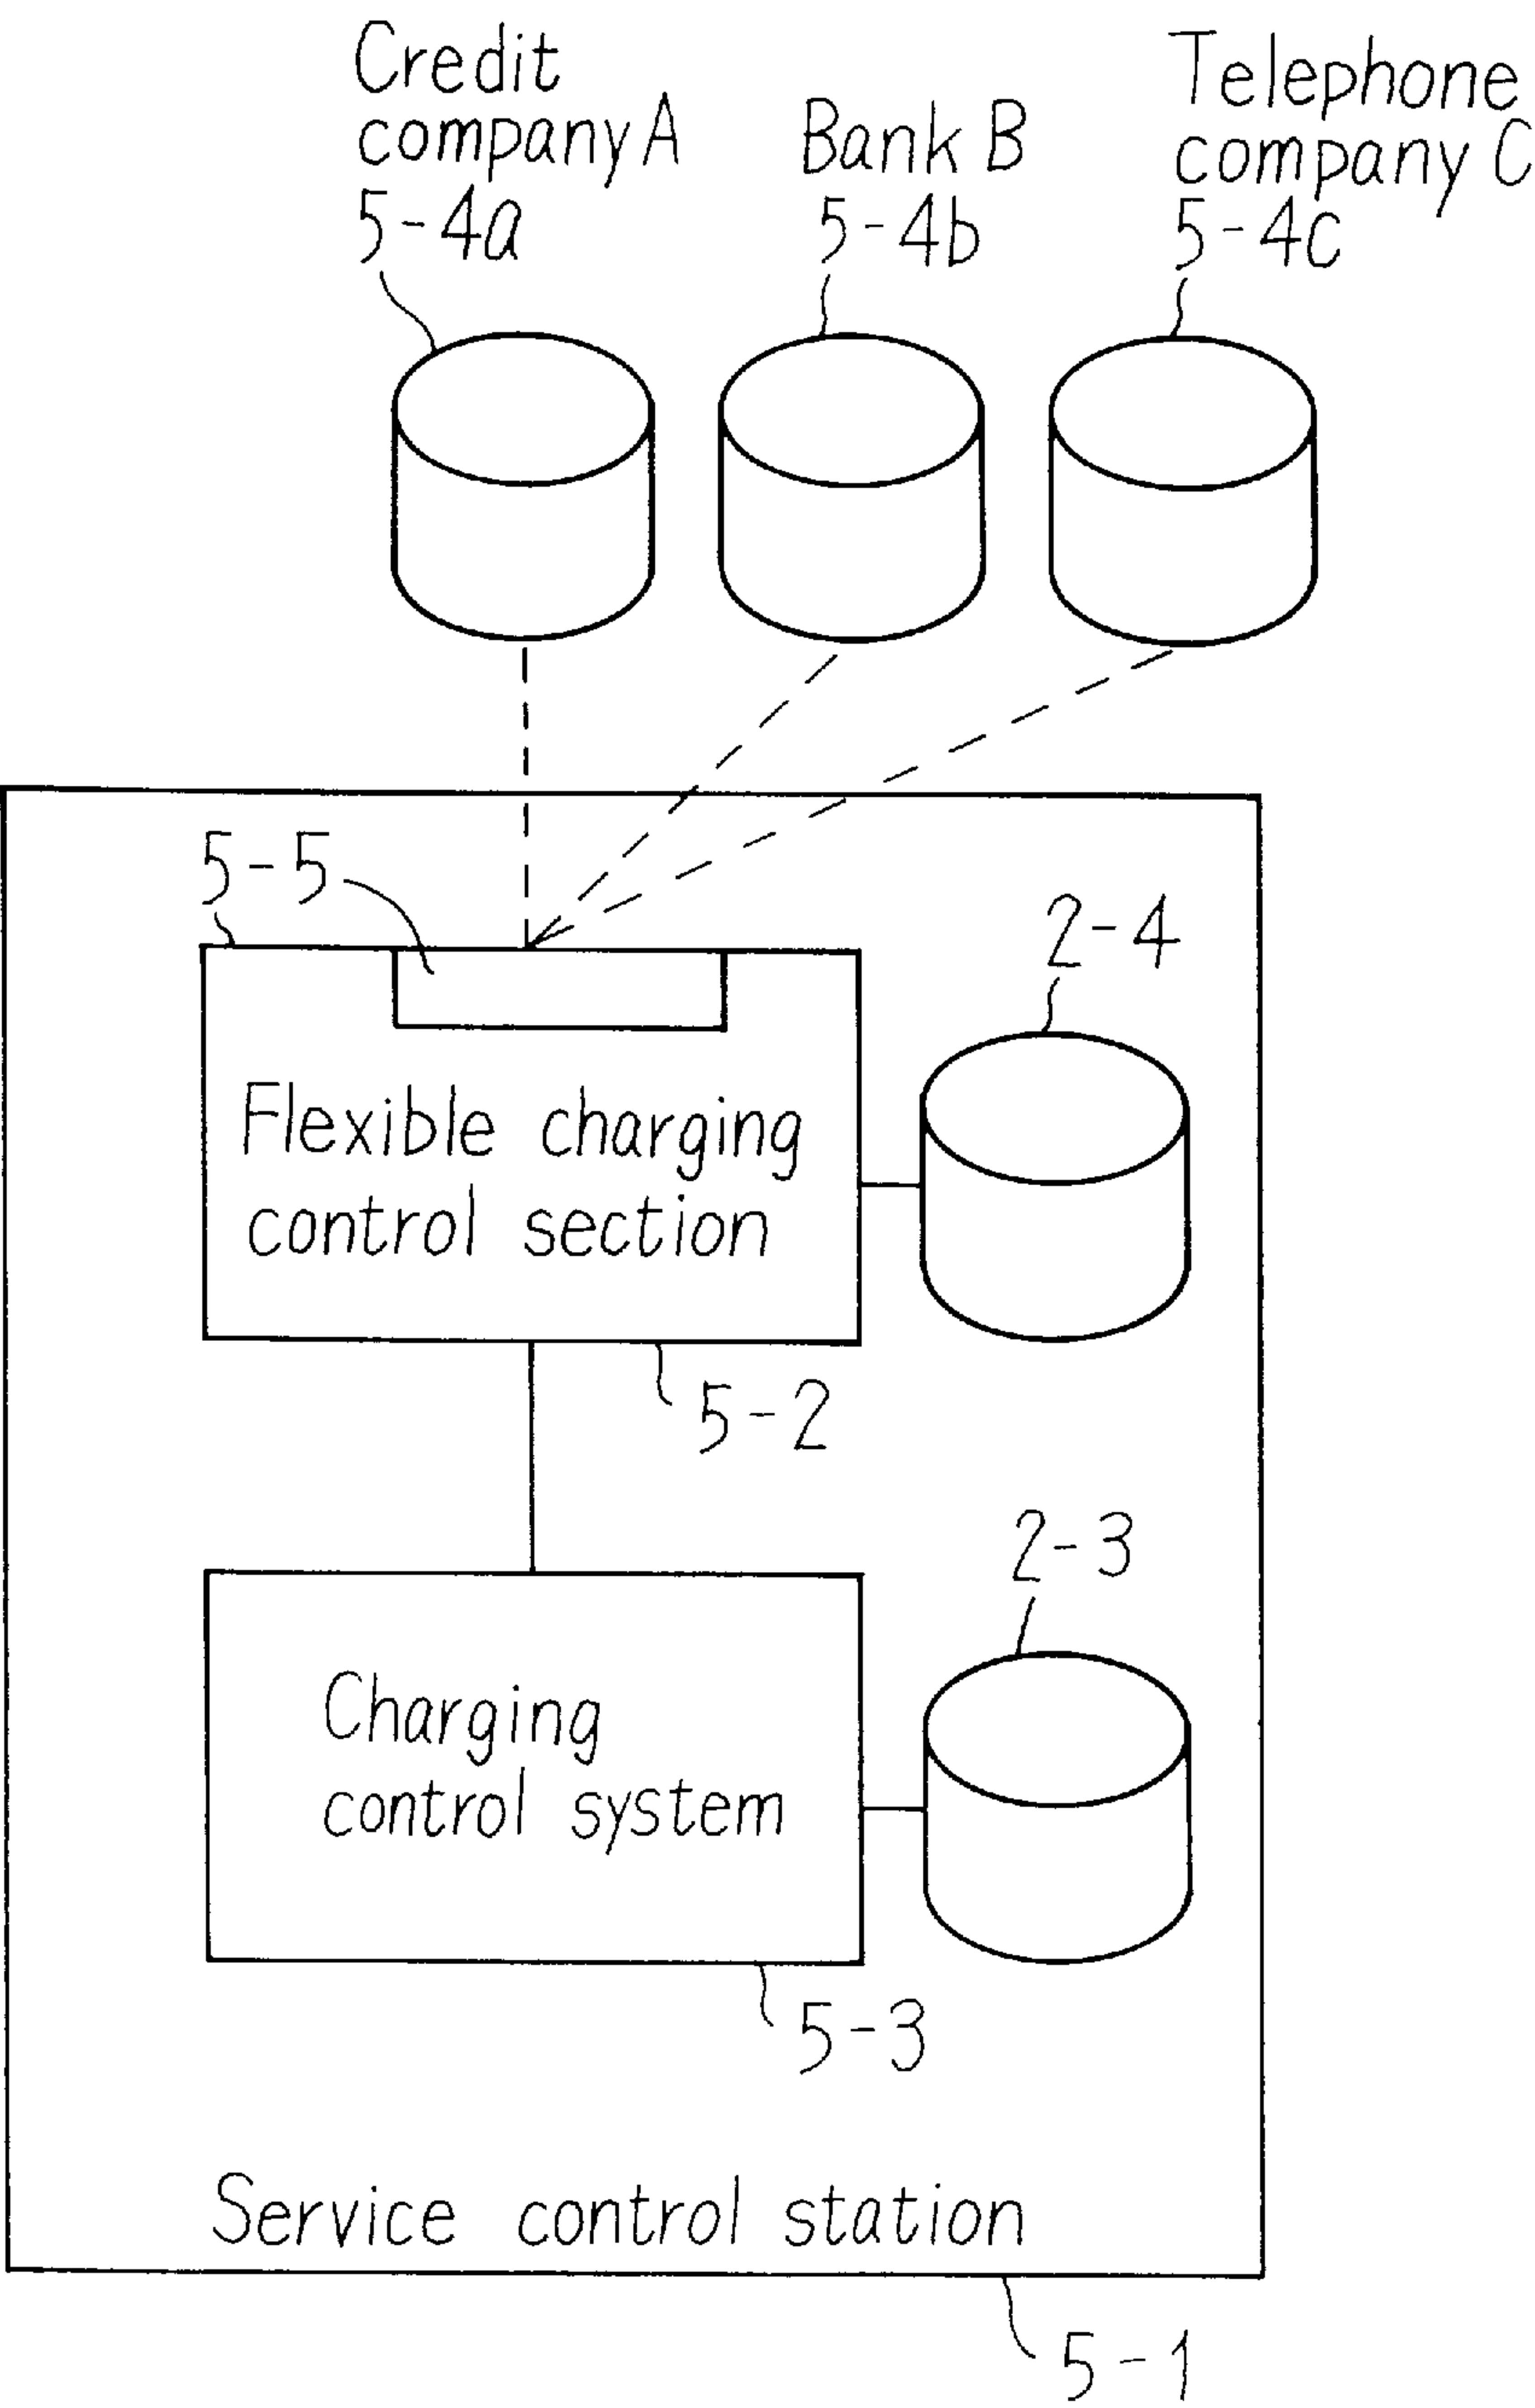 Credit
company A
5-4a
Bank B
5-4b
Telephone
company C
5-4c
5-5
2-4
Flexible charging
control section
5-2
2-3
Charging
control system
5-3
Service control station
5-1